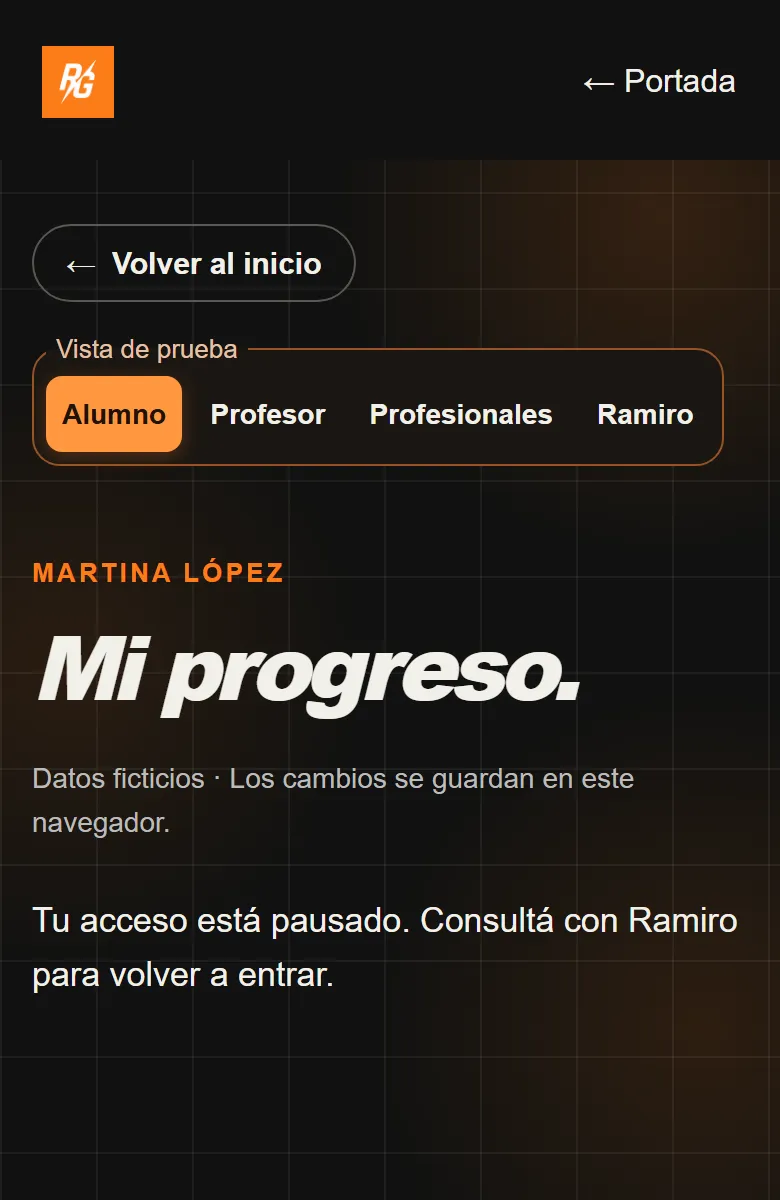 RG
← Portada
← Volver al inicio
Vista de prueba
Alumno Profesor Profesionales Ramiro
MARTINA LÓPEZ
Mi progreso.
Datos ficticios · Los cambios se guardan en este
navegador.
Tu acceso está pausado. Consultá con Ramiro
para volver a entrar.